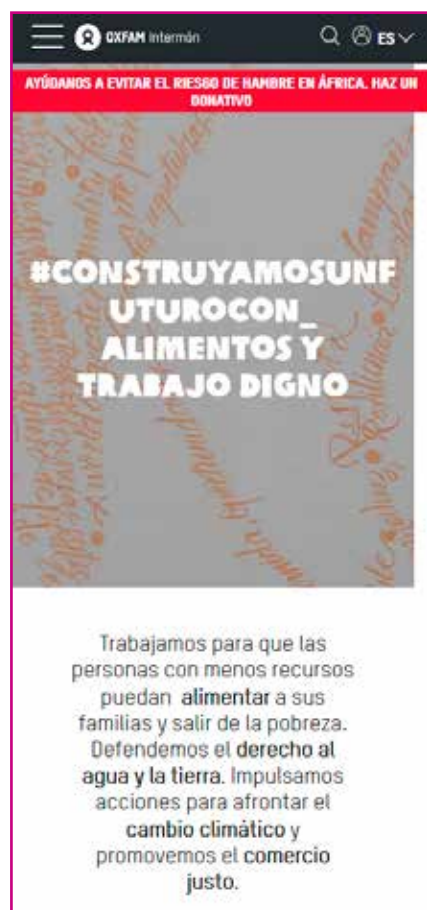 OXFAM Intermón
ES
AYÚDANOS A EVITAR EL RIESGO DE HAMBRE EN ÁFRICA. HAZ UN
DONATIVO
#CONSTRUYAMOSUNF
UTUROCON_
ALIMENTOS Y
TRABAJO DIGNO
Trabajamos para que las
personas con menos recursos
puedan alimentar a sus
familias y salir de la pobreza.
Defendemos el derecho al
agua y la tierra. Impulsamos
acciones para afrontar el
cambio climático y
promovemos el comercio
justo.